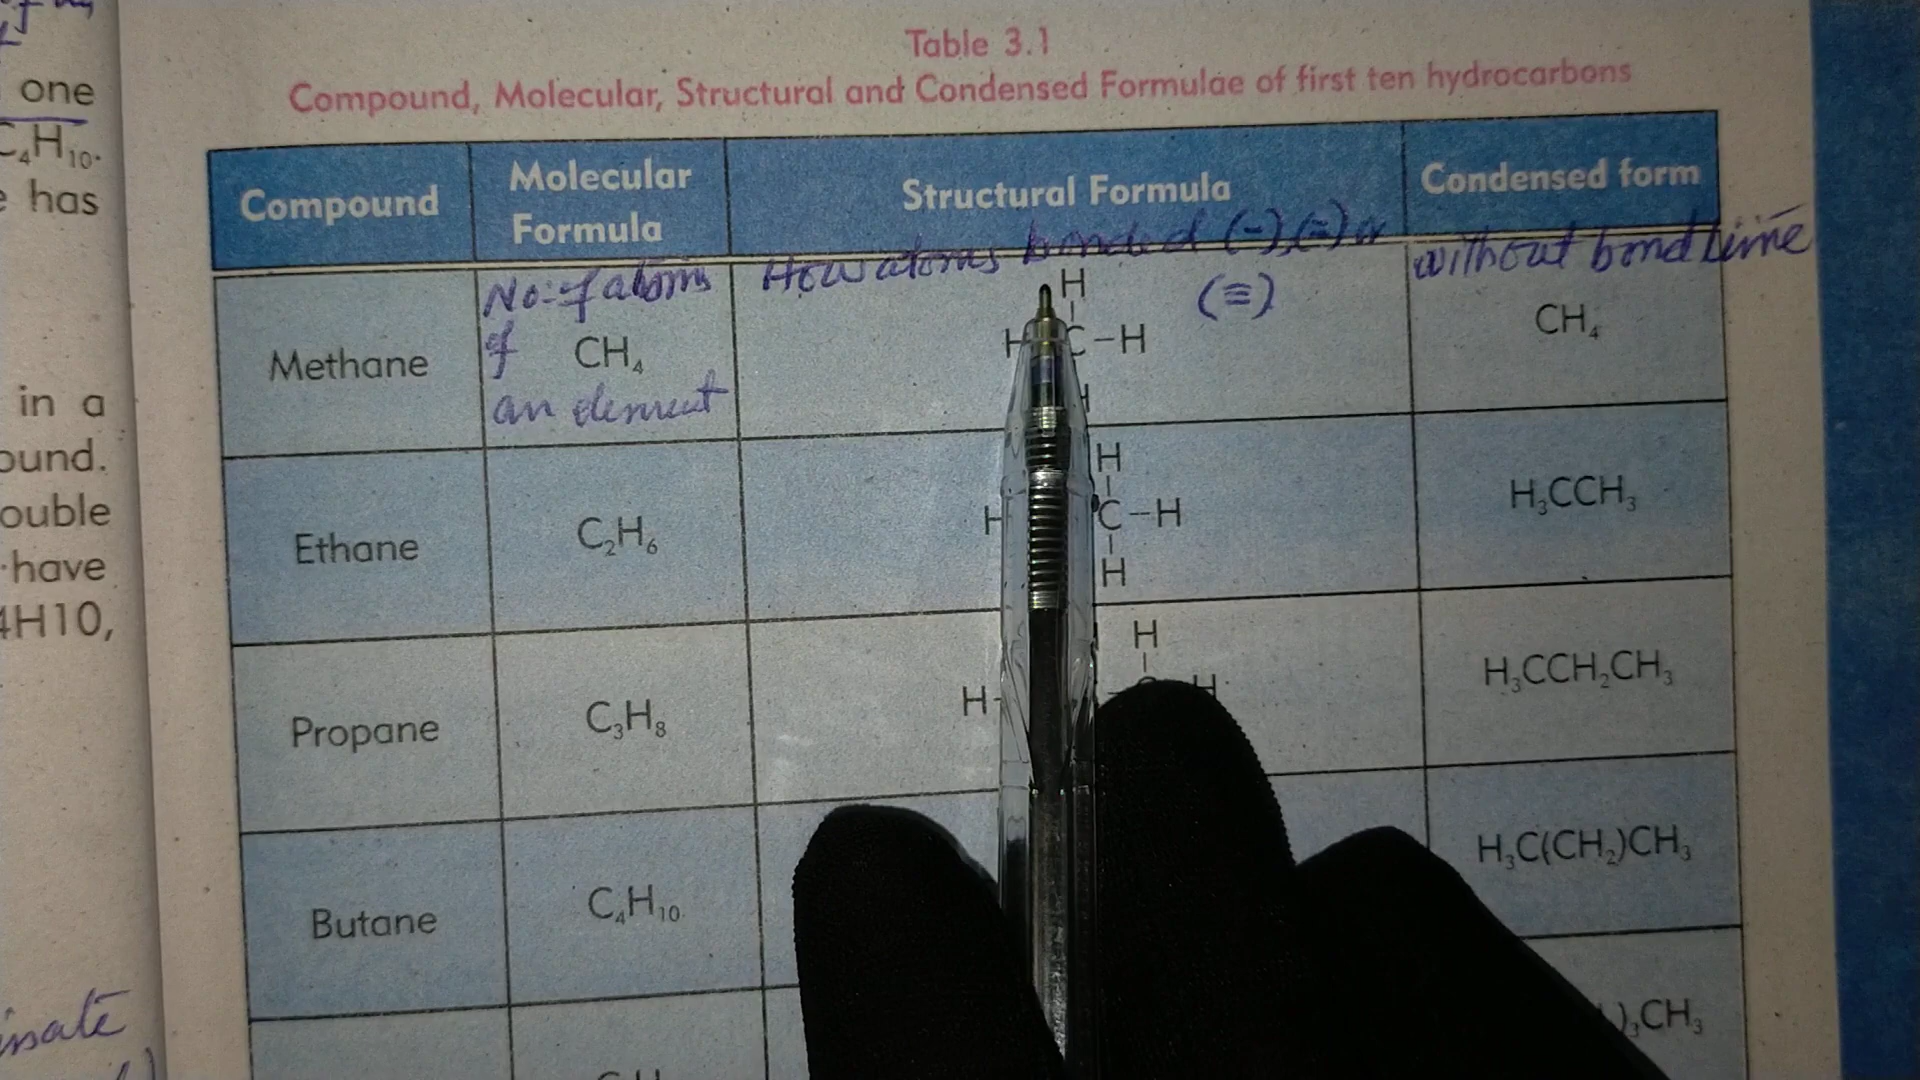 one
C₄H₁₀.
has
in a
ound.
ouble
have
4H10,
Table 3.1
Compound, Molecular, Structural and Condensed Formulae of first ten hydrocarbons
Compound Molecular Formula Structural Formula Condensed form
No: of atoms of an element How atoms bonded (-), (=) or (≡) without bond line
Methane CH₄ CH₄
H
H C-H
H
Ethane C₂H₆ H₃CCH₃
H
H C-H
H
Propane C₃H₈ H₃CCH₂CH₃
H
H- H
Butane C₄H₁₀ H₃C(CH₂)CH₃
)₃CH₃